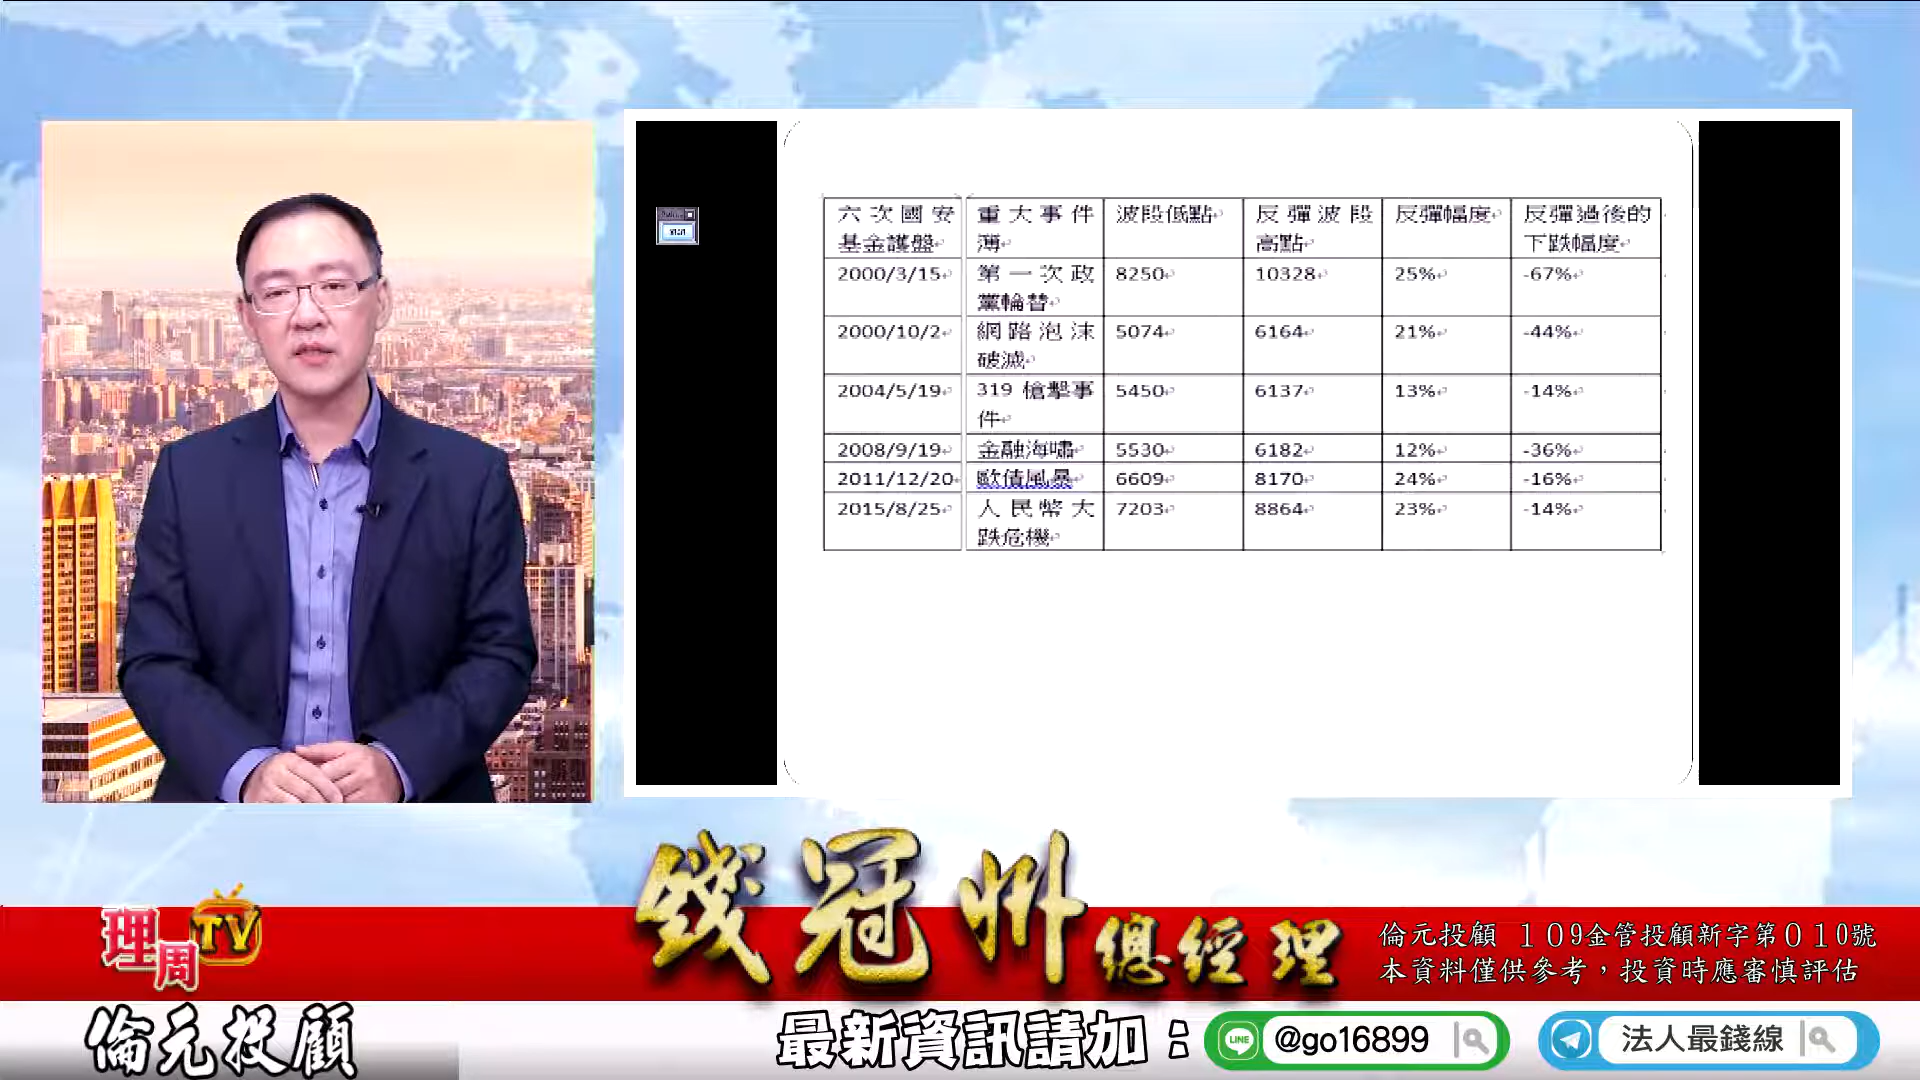 六次國安基金護盤 重大事件簿 波段低點 反彈波段高點 反彈幅度 反彈過後的下跌幅度
2000/3/15 第一次政黨輪替 8250 10328 25% -67%
2000/10/2 網路泡沫破滅 5074 6164 21% -44%
2004/5/19 319槍擊事件 5450 6137 13% -14%
2008/9/19 金融海嘯 5530 6182 12% -36%
2011/12/20 歐債風暴 6609 8170 24% -16%
2015/8/25 人民幣大跌危機 7203 8864 23% -14%
理周TV
錢冠州總經理
倫元投顧 109金管投顧新字第010號
本資料僅供參考，投資時應審慎評估
倫元投顧
最新資訊請加：
LINE @go16899
法人最錢線